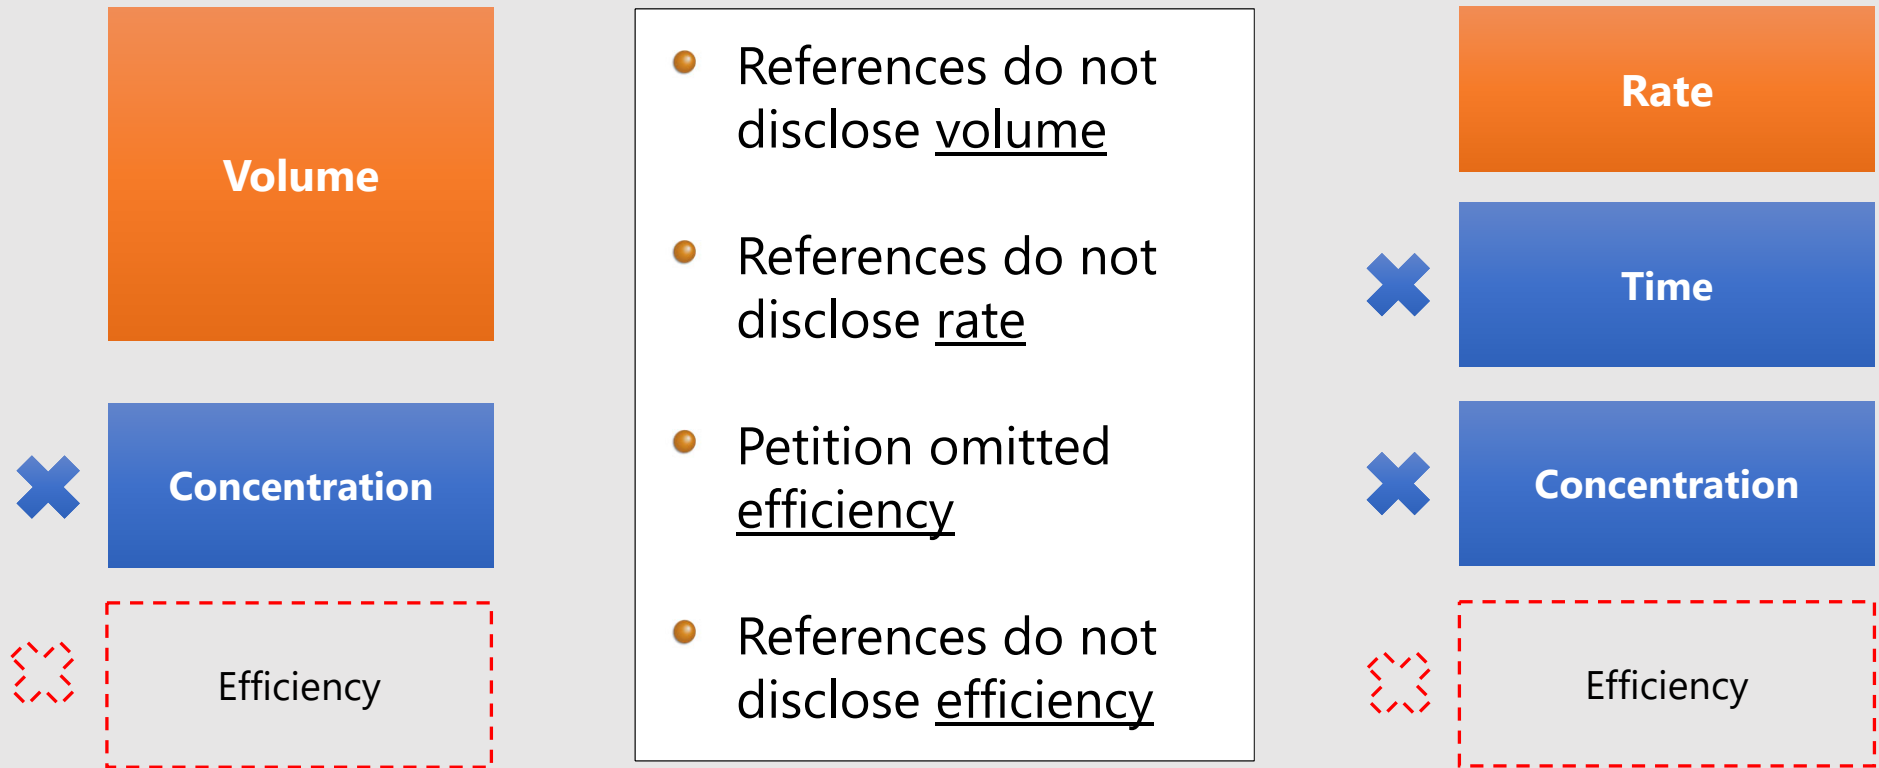 Volume
Concentration
Efficiency
References do not
disclose volume
References do not
disclose rate
Petition omitted
efficiency
References do not
disclose efficiency
Rate
Time
Concentration
Efficiency